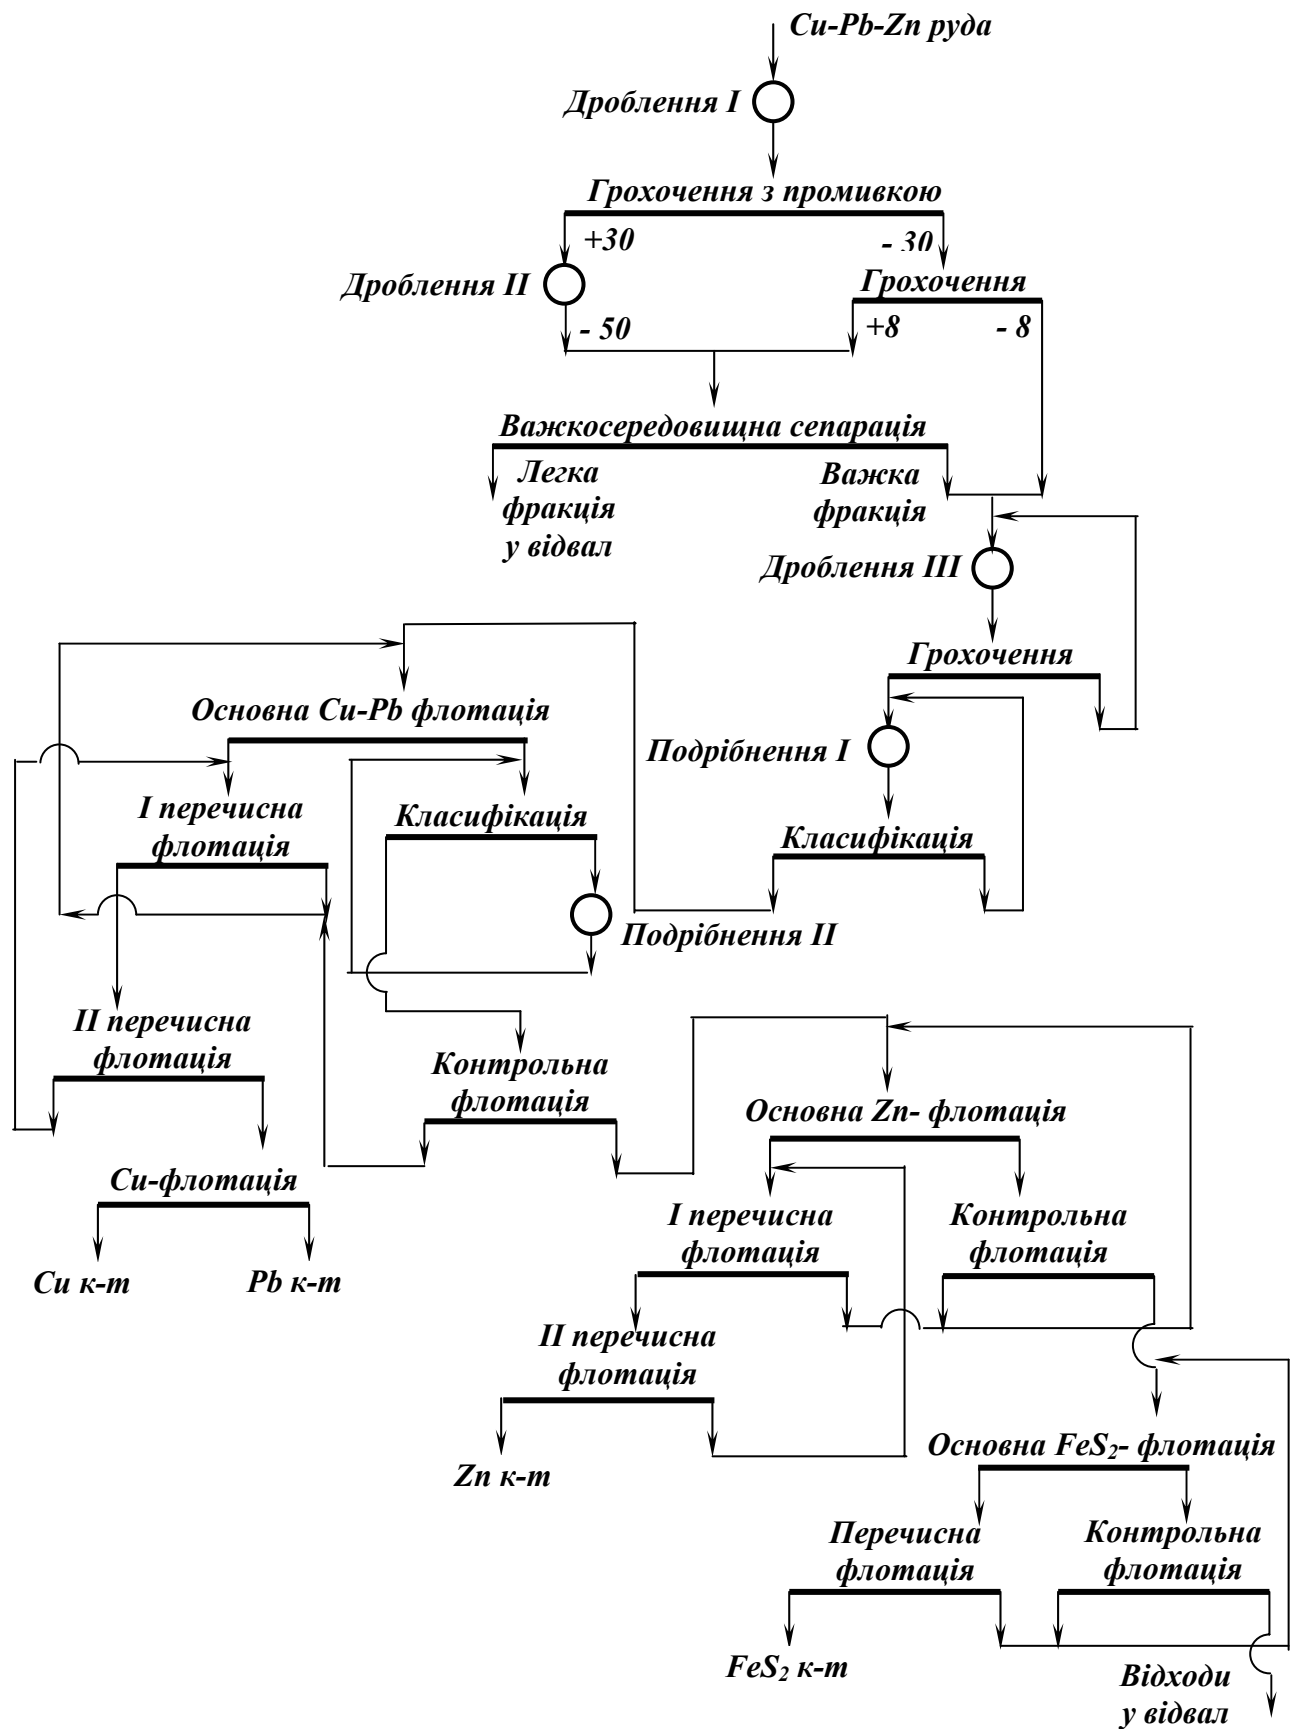 Cu-Pb-Zn руда
Дроблення I
Грохочення з промивкою
+30
- 30
Дроблення II
Грохочення
- 50
+8
- 8
Важкосередовищна сепарація
Легка
фракція
у відвал
Важка
фракція
Дроблення III
Грохочення
Основна Cu-Pb флотація
Подрібнення I
I перечисна
флотація
Класифікація
Класифікація
Подрібнення II
II перечисна
флотація
Контрольна
флотація
Основна Zn- флотація
Cu-флотація
I перечисна
флотація
Контрольна
флотація
Cu к-т
Pb к-т
II перечисна
флотація
Zn к-т
Основна FeS₂- флотація
Перечисна
флотація
Контрольна
флотація
FeS₂ к-т
Відходи
у відвал